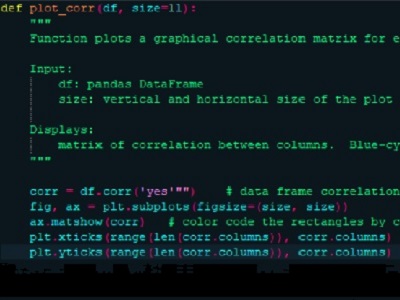 def plot_corr(df, size=11):
"""
Function plots a graphical correlation matrix for e
Input:
df: pandas DataFrame
size: vertical and horizontal size of the plot
Displays:
matrix of correlation between columns. Blue-cy
"""
corr = df.corr('yes'"") # data frame correlation
fig, ax = plt.subplots(figsize=(size, size))
ax.matshow(corr) # color code the rectangles by c
plt.xticks(range(len(corr.columns)), corr.columns)
plt.yticks(range(len(corr.columns)), corr.columns)